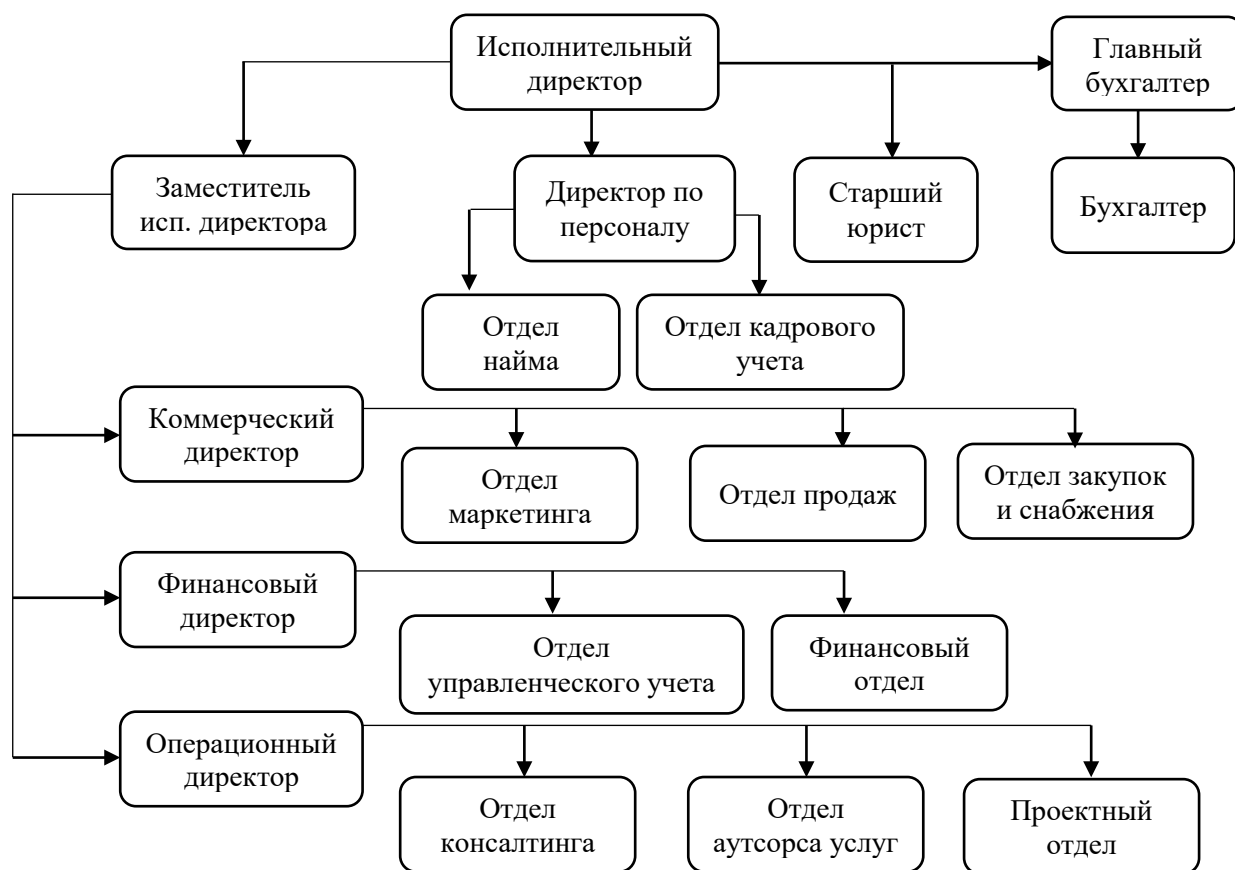 Исполнительный
директор
Главный
бухгалтер
Заместитель
исп. директора
Директор по
персоналу
Старший
юрист
Бухгалтер
Отдел
найма
Отдел кадрового
учета
Коммерческий
директор
Отдел
маркетинга
Отдел продаж
Отдел закупок
и снабжения
Финансовый
директор
Отдел
управленческого учета
Финансовый
отдел
Операционный
директор
Отдел
консалтинга
Отдел
аутсорса услуг
Проектный
отдел